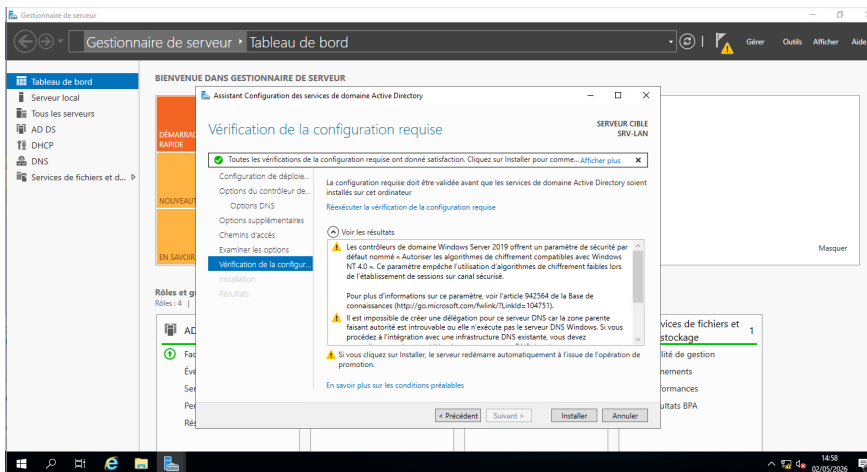 Gestionnaire de serveur
Gestionnaire de serveur
Tableau de bord
Gérer
Outils
Afficher
Aide
Tableau de bord
Serveur local
Tous les serveurs
AD DS
DHCP
DNS
Services de fichiers et d...
BIENVENUE DANS GESTIONNAIRE DE SERVEUR
RAPIDE
Masquer
Rôles : 4
Assistant Configuration des services de domaine Active Directory
Vérification de la configuration requise
SERVEUR CIBLE
SRV-LAN
Toutes les vérifications de la configuration requise ont donné satisfaction. Cliquez sur Installer pour comme...
Afficher plus
Configuration de déploie...
Options du contrôleur de...
Options DNS
Options supplémentaires
Chemins d'accès
Examiner les options
Vérification de la configur...
Installation
Résultats
La configuration requise doit être validée avant que les services de domaine Active Directory soient
installés sur cet ordinateur
Réexécuter la vérification de la configuration requise
Voir les résultats
Les contrôleurs de domaine Windows Server 2019 offrent un paramètre de sécurité par
défaut nommé « Autoriser les algorithmes de chiffrement compatibles avec Windows
NT 4.0 ». Ce paramètre empêche l'utilisation d'algorithmes de chiffrement faibles lors
de l'établissement de sessions sur canal sécurisé.
Pour plus d'informations sur ce paramètre, voir l'article 942564 de la Base de
connaissances (http://go.microsoft.com/fwlink/?LinkId=104751).
Il est impossible de créer une délégation pour ce serveur DNS car la zone parente
faisant autorité est introuvable ou elle n'exécute pas le serveur DNS Windows. Si vous
procédez à l'intégration avec une infrastructure DNS existante, vous devez
Si vous cliquez sur Installer, le serveur redémarre automatiquement à l'issue de l'opération de
promotion.
En savoir plus sur les conditions préalables
< Précédent
Suivant >
Installer
Annuler
vices de fichiers et
stockage
1
lité de gestion
nements
ormances
ultats BPA
14:58
02/05/2026